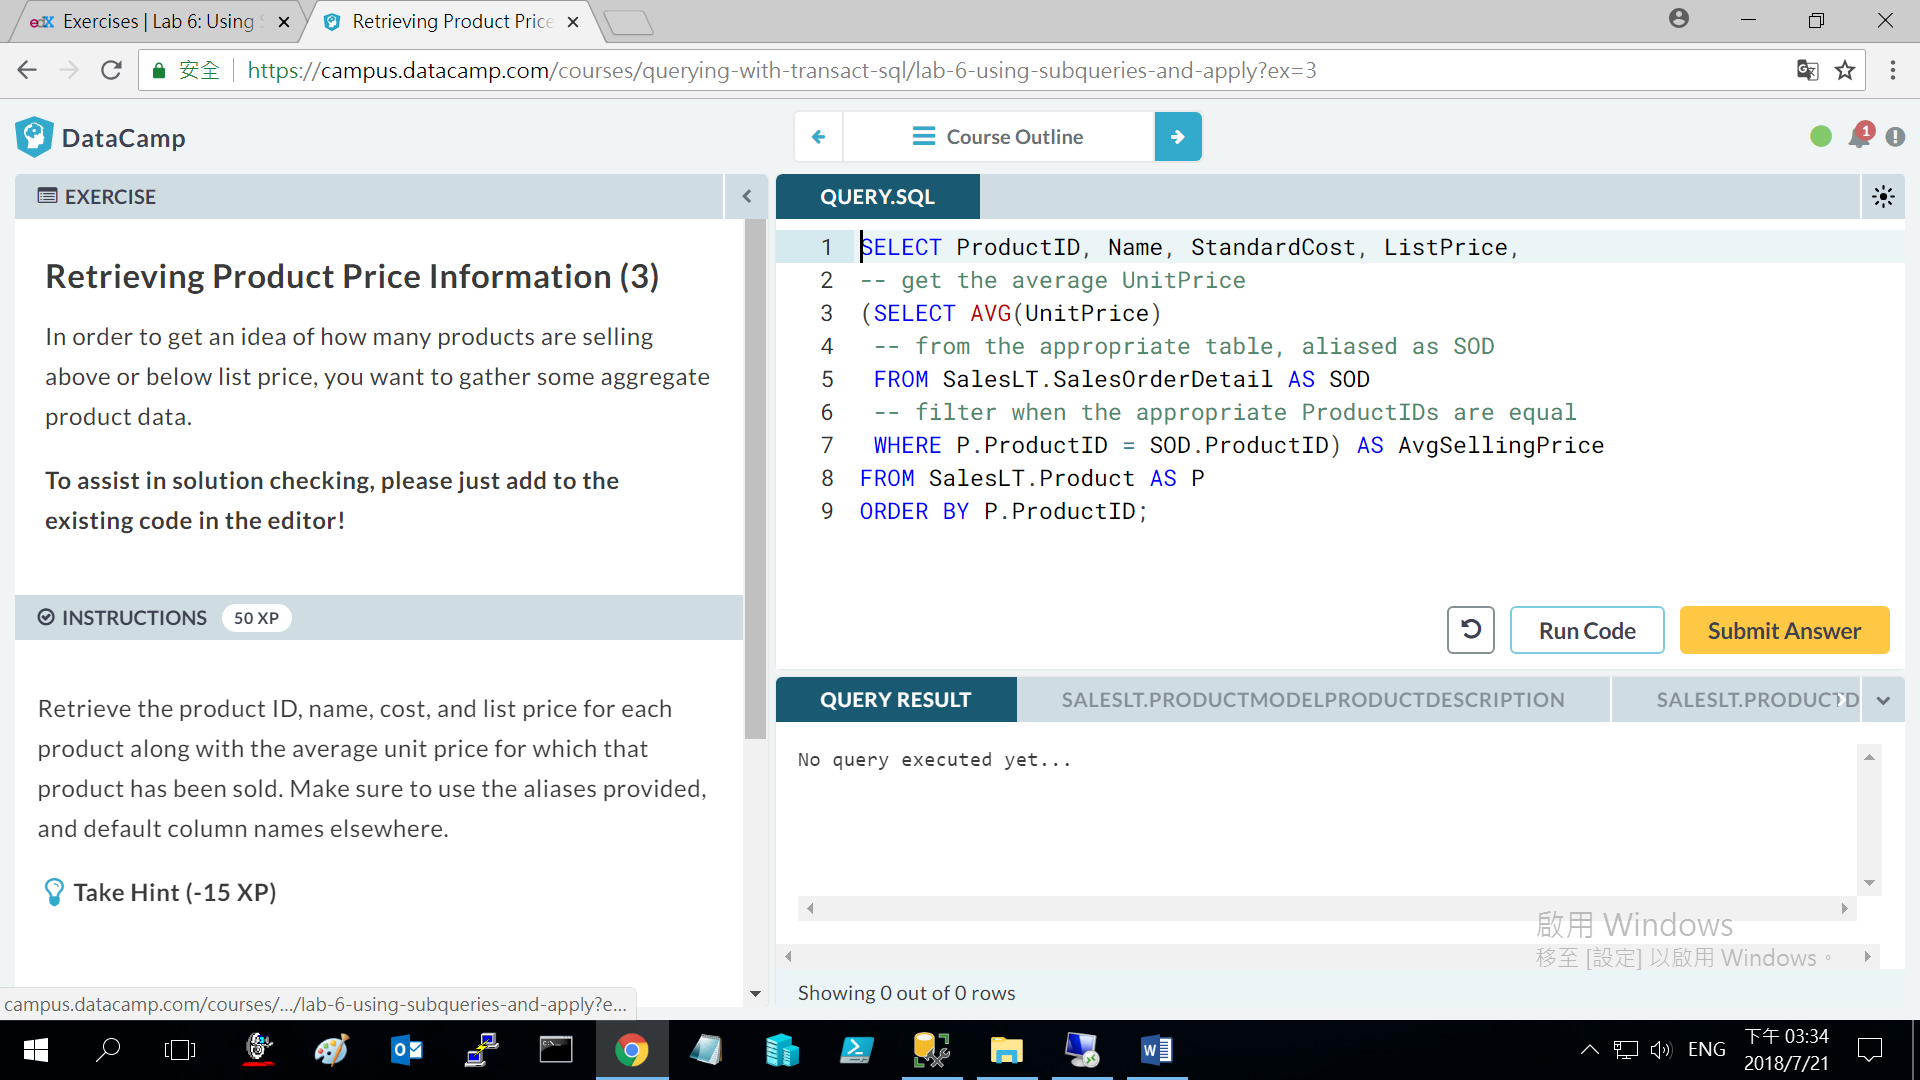 edX Exercises | Lab 6: Using
Retrieving Product Price
安全 https://campus.datacamp.com/courses/querying-with-transact-sql/lab-6-using-subqueries-and-apply?ex=3
DataCamp
Course Outline
1
EXERCISE
QUERY.SQL
Retrieving Product Price Information (3)
In order to get an idea of how many products are selling
above or below list price, you want to gather some aggregate
product data.
To assist in solution checking, please just add to the
existing code in the editor!
INSTRUCTIONS 50 XP
Retrieve the product ID, name, cost, and list price for each
product along with the average unit price for which that
product has been sold. Make sure to use the aliases provided,
and default column names elsewhere.
Take Hint (-15 XP)
campus.datacamp.com/courses/.../lab-6-using-subqueries-and-apply?e...
1 SELECT ProductID, Name, StandardCost, ListPrice,
2 -- get the average UnitPrice
3 (SELECT AVG(UnitPrice)
4 -- from the appropriate table, aliased as SOD
5 FROM SalesLT.SalesOrderDetail AS SOD
6 -- filter when the appropriate ProductIDs are equal
7 WHERE P.ProductID = SOD.ProductID) AS AvgSellingPrice
8 FROM SalesLT.Product AS P
9 ORDER BY P.ProductID;
Run Code
Submit Answer
QUERY RESULT
SALESLT.PRODUCTMODELPRODUCTDESCRIPTION
SALESLT.PRODUCTD
No query executed yet...
啟用 Windows
移至 [設定] 以啟用 Windows。
Showing 0 out of 0 rows
ENG
下午 03:34
2018/7/21